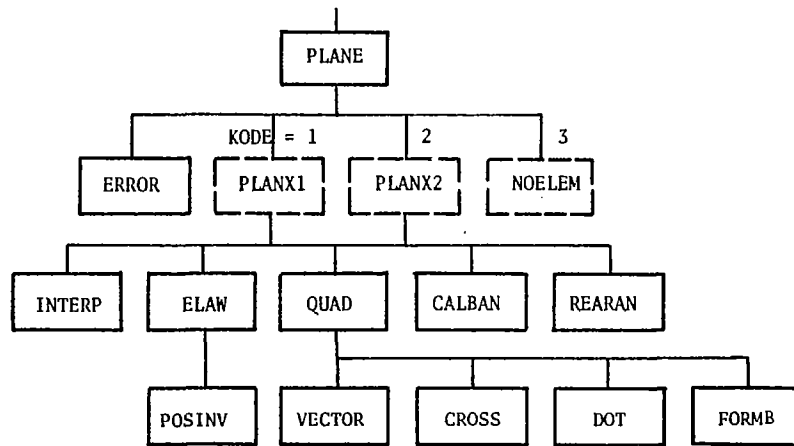 PLANE
KODE = 1 2 3
ERROR PLANX1 PLANX2 NOELEM
INTERP ELAW QUAD CALBAN REARAN
POSINV VECTOR CROSS DOT FORMB